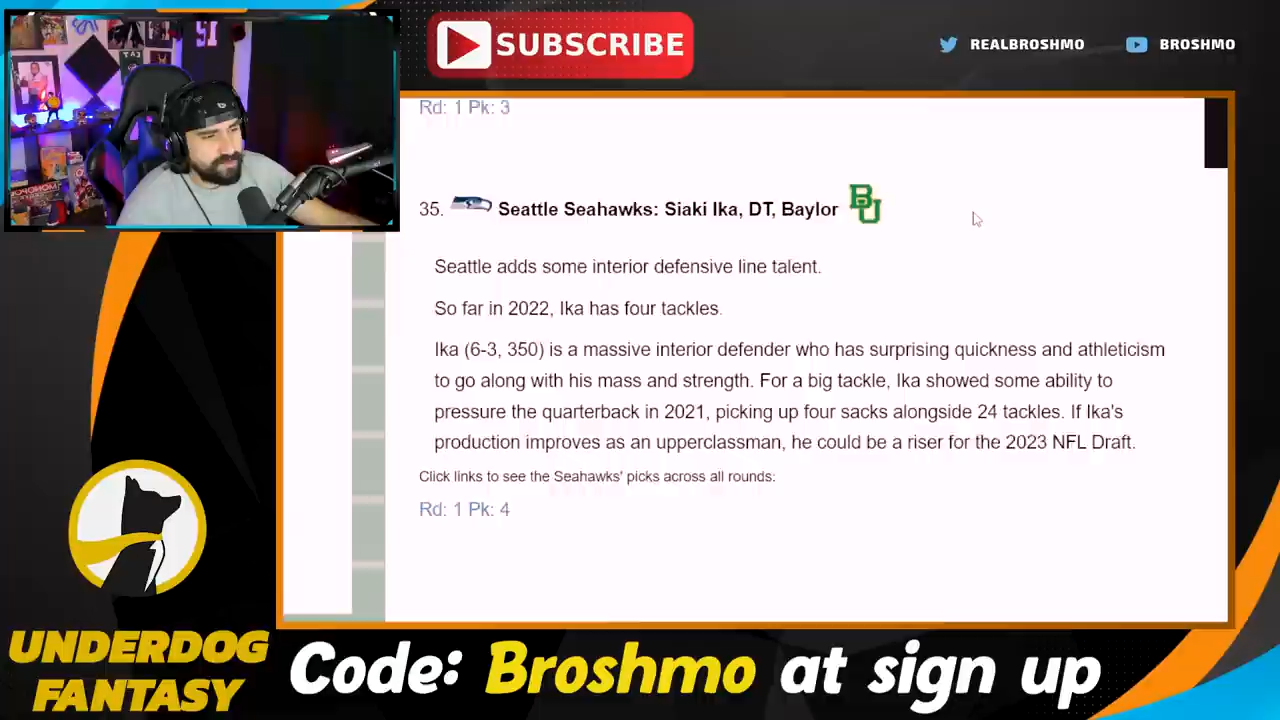 SUBSCRIBE
REALBROSHMO
BROSHMO
Rd: 1 Pk: 3
35. Seattle Seahawks: Siaki Ika, DT, Baylor
BU
Seattle adds some interior defensive line talent.
So far in 2022, Ika has four tackles.
Ika (6-3, 350) is a massive interior defender who has surprising quickness and athleticism
to go along with his mass and strength. For a big tackle, Ika showed some ability to
pressure the quarterback in 2021, picking up four sacks alongside 24 tackles. If Ika's
production improves as an upperclassman, he could be a riser for the 2023 NFL Draft.
Click links to see the Seahawks' picks across all rounds:
Rd: 1 Pk: 4
UNDERDOG
FANTASY
Code: Broshmo at sign up